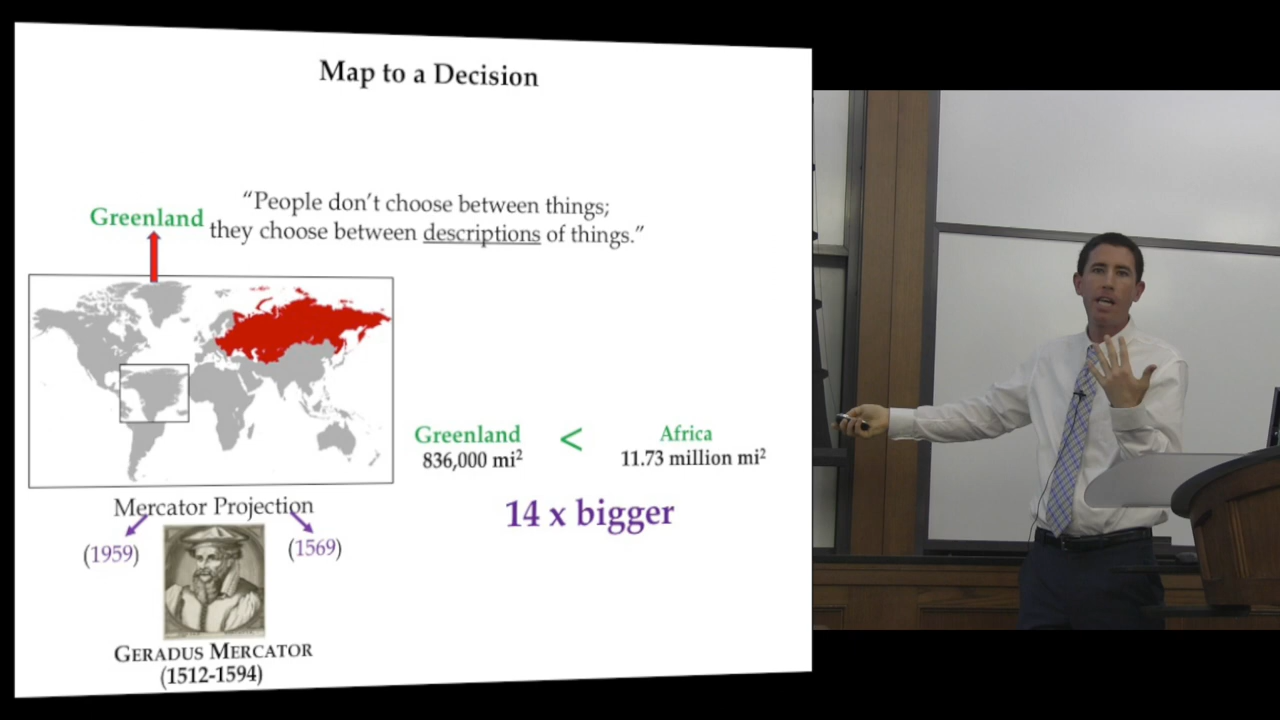 Map to a Decision
“People don’t choose between things;
they choose between descriptions of things.”
Greenland
Greenland < Africa
836,000 mi² 11.73 million mi²
14 x bigger
Mercator Projection
(1959) (1569)
GERADUS MERCATOR
(1512-1594)